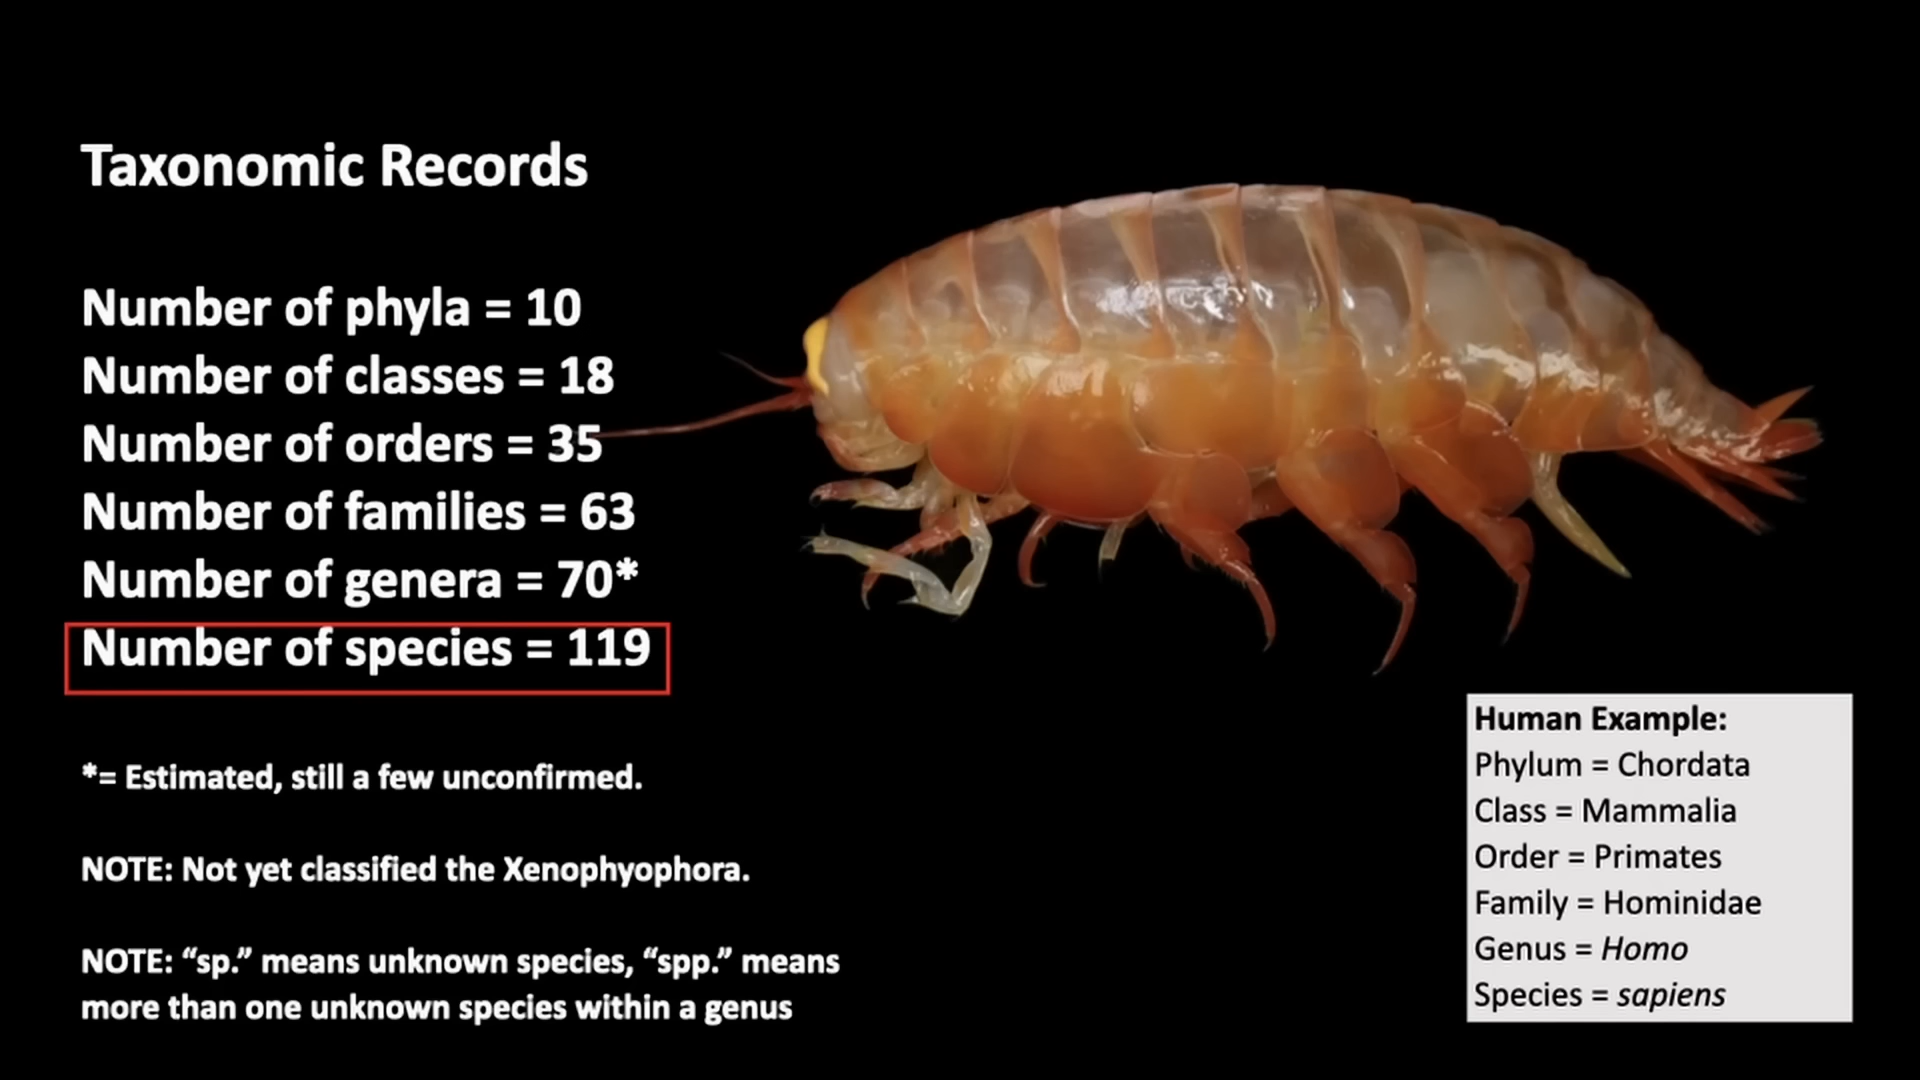 Taxonomic Records
Number of phyla = 10
Number of classes = 18
Number of orders = 35
Number of families = 63
Number of genera = 70*
Number of species = 119
*= Estimated, still a few unconfirmed.
NOTE: Not yet classified the Xenophyophora.
NOTE: “sp.” means unknown species, “spp.” means
more than one unknown species within a genus
Human Example:
Phylum = Chordata
Class = Mammalia
Order = Primates
Family = Hominidae
Genus = Homo
Species = sapiens